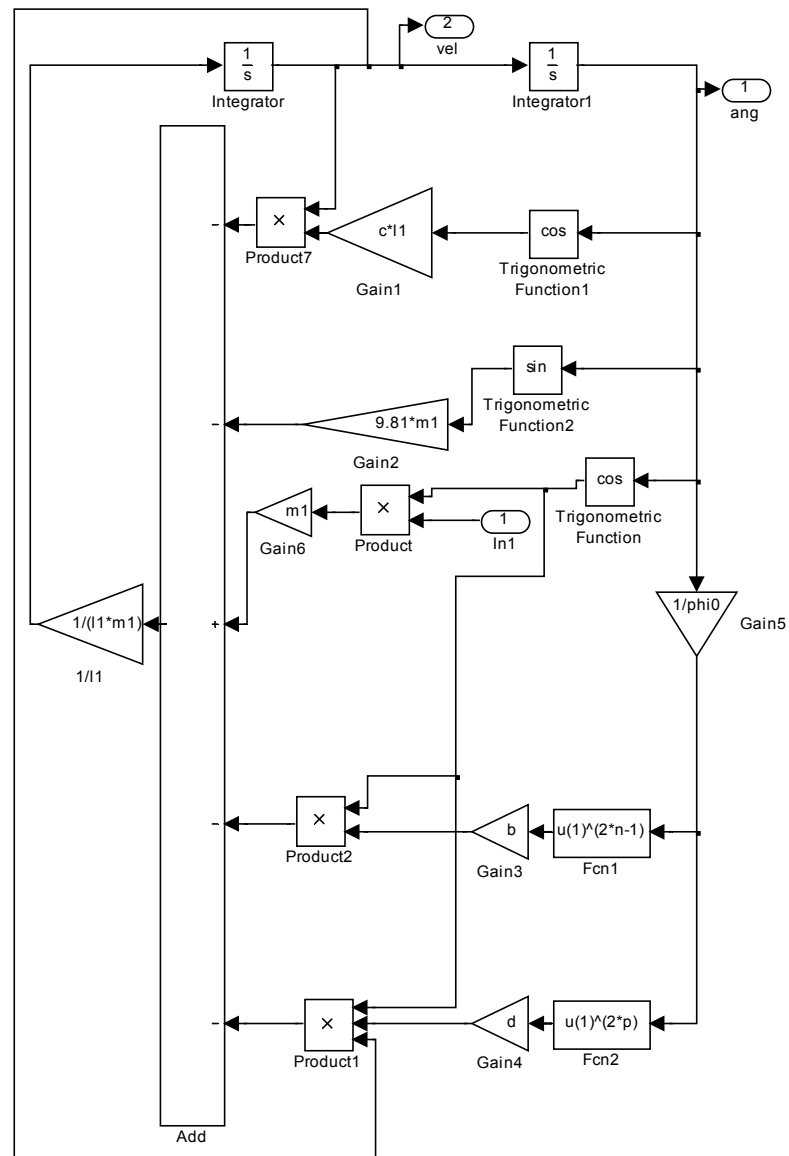 2
vel
1
s
Integrator
1
s
Integrator1
1
ang
-
×
Product7
c*l1
Gain1
cos
Trigonometric
Function1
sin
Trigonometric
Function2
-
9.81*m1
Gain2
cos
Trigonometric
Function
m1
Gain6
×
Product
1
In1
1/phi0
Gain5
1/(l1*m1)
1/l1
+
-
×
Product2
b
Gain3
u(1)^(2*n-1)
Fcn1
-
×
Product1
d
Gain4
u(1)^(2*p)
Fcn2
Add